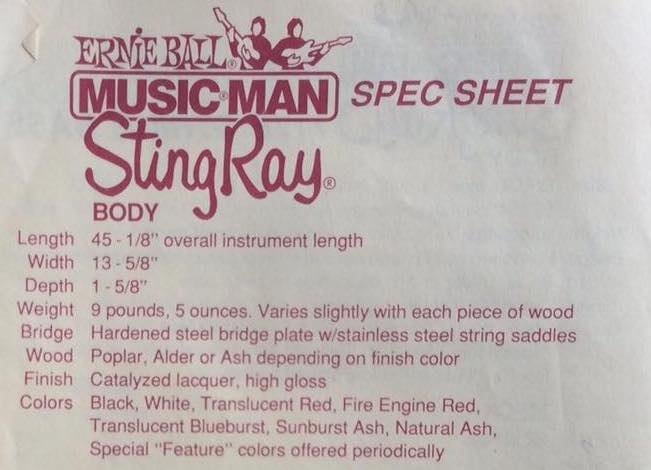 ERNIE BALL®
MUSIC®MAN SPEC SHEET
StingRay®
BODY
Length 45 - 1/8" overall instrument length
Width 13 - 5/8"
Depth 1 - 5/8"
Weight 9 pounds, 5 ounces. Varies slightly with each piece of wood
Bridge Hardened steel bridge plate w/stainless steel string saddles
Wood Poplar, Alder or Ash depending on finish color
Finish Catalyzed lacquer, high gloss
Colors Black, White, Translucent Red, Fire Engine Red,
Translucent Blueburst, Sunburst Ash, Natural Ash,
Special "Feature" colors offered periodically